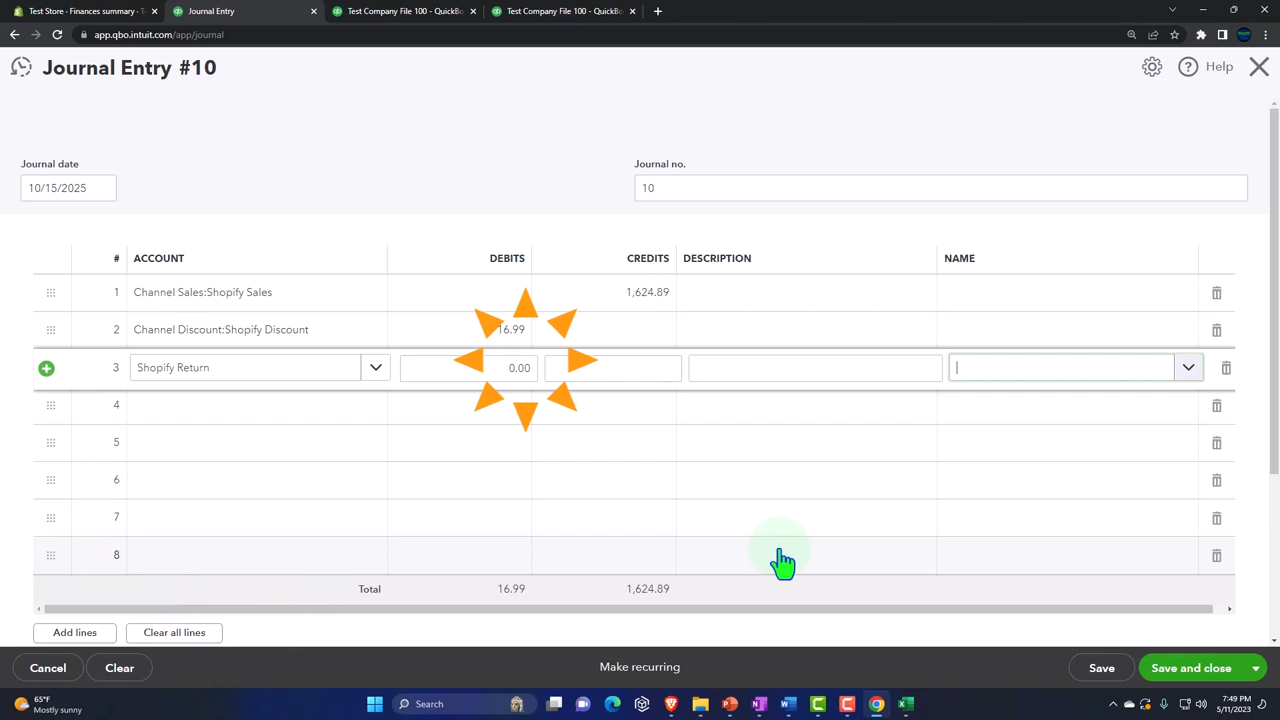 Test Store - Finances summary - T
Journal Entry
Test Company File 100 - QuickBo
Test Company File 100 - QuickBo
app.qbo.intuit.com/app/journal
Journal Entry #10
Help
Journal date
Journal no.
10/15/2025
10
# ACCOUNT DEBITS CREDITS DESCRIPTION NAME
1 Channel Sales:Shopify Sales 1,624.89
2 Channel Discount:Shopify Discount 16.99
3 Shopify Return 0.00
4
5
6
7
8
Total 16.99 1,624.89
Add lines Clear all lines
Cancel Clear Make recurring Save Save and close
65°F
Mostly sunny
Search
7:49 PM
5/11/2023